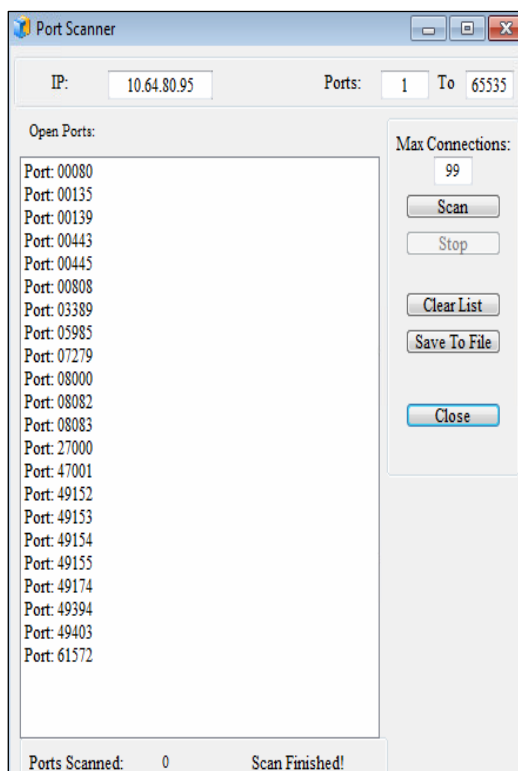 Port Scanner
IP: 10.64.80.95 Ports: 1 To 65535
Open Ports:
Max Connections:
99
Scan
Stop
Clear List
Save To File
Close
Port: 00080
Port: 00135
Port: 00139
Port: 00443
Port: 00445
Port: 00808
Port: 03389
Port: 05985
Port: 07279
Port: 08000
Port: 08082
Port: 08083
Port: 27000
Port: 47001
Port: 49152
Port: 49153
Port: 49154
Port: 49155
Port: 49174
Port: 49394
Port: 49403
Port: 61572
Ports Scanned: 0 Scan Finished!